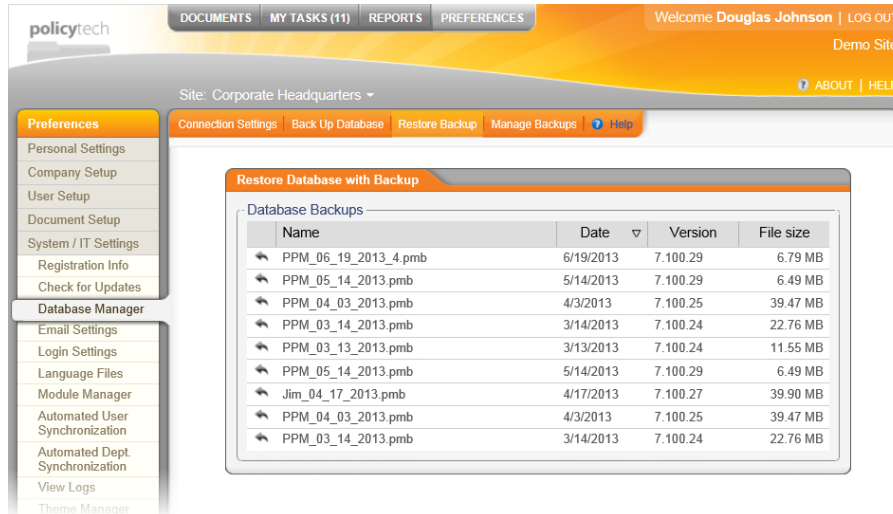 policytech
DOCUMENTS MY TASKS (11) REPORTS PREFERENCES
Welcome Douglas Johnson | LOG OUT
Demo Site
ABOUT | HELP
Site: Corporate Headquarters
Connection Settings Back Up Database Restore Backup Manage Backups Help
Preferences
Personal Settings
Company Setup
User Setup
Document Setup
System / IT Settings
Registration Info
Check for Updates
Database Manager
Email Settings
Login Settings
Language Files
Module Manager
Automated User
Synchronization
Automated Dept.
Synchronization
View Logs
Theme Manager
Restore Database with Backup
Database Backups
Name Date Version File size
PPM_06_19_2013_4.pmb 6/19/2013 7.100.29 6.79 MB
PPM_05_14_2013.pmb 5/14/2013 7.100.29 6.49 MB
PPM_04_03_2013.pmb 4/3/2013 7.100.25 39.47 MB
PPM_03_14_2013.pmb 3/14/2013 7.100.24 22.76 MB
PPM_03_13_2013.pmb 3/13/2013 7.100.24 11.55 MB
PPM_05_14_2013.pmb 5/14/2013 7.100.29 6.49 MB
Jim_04_17_2013.pmb 4/17/2013 7.100.27 39.90 MB
PPM_04_03_2013.pmb 4/3/2013 7.100.25 39.47 MB
PPM_03_14_2013.pmb 3/14/2013 7.100.24 22.76 MB